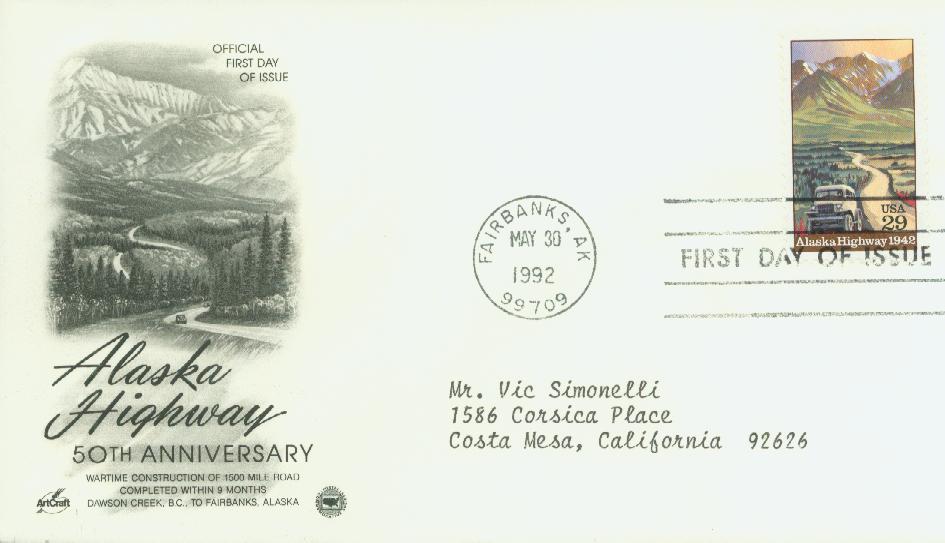 OFFICIAL
FIRST DAY
OF ISSUE
Alaska
Highway
50TH ANNIVERSARY
WARTIME CONSTRUCTION OF 1500 MILE ROAD
COMPLETED WITHIN 9 MONTHS
DAWSON CREEK, B.C., TO FAIRBANKS, ALASKA
ArtCraft
FAIRBANKS, AK
MAY 30
1992
99709
USA
29
Alaska Highway 1942
FIRST DAY OF ISSUE
Mr. Vic Simonelli
1586 Corsica Place
Costa Mesa, California 92626